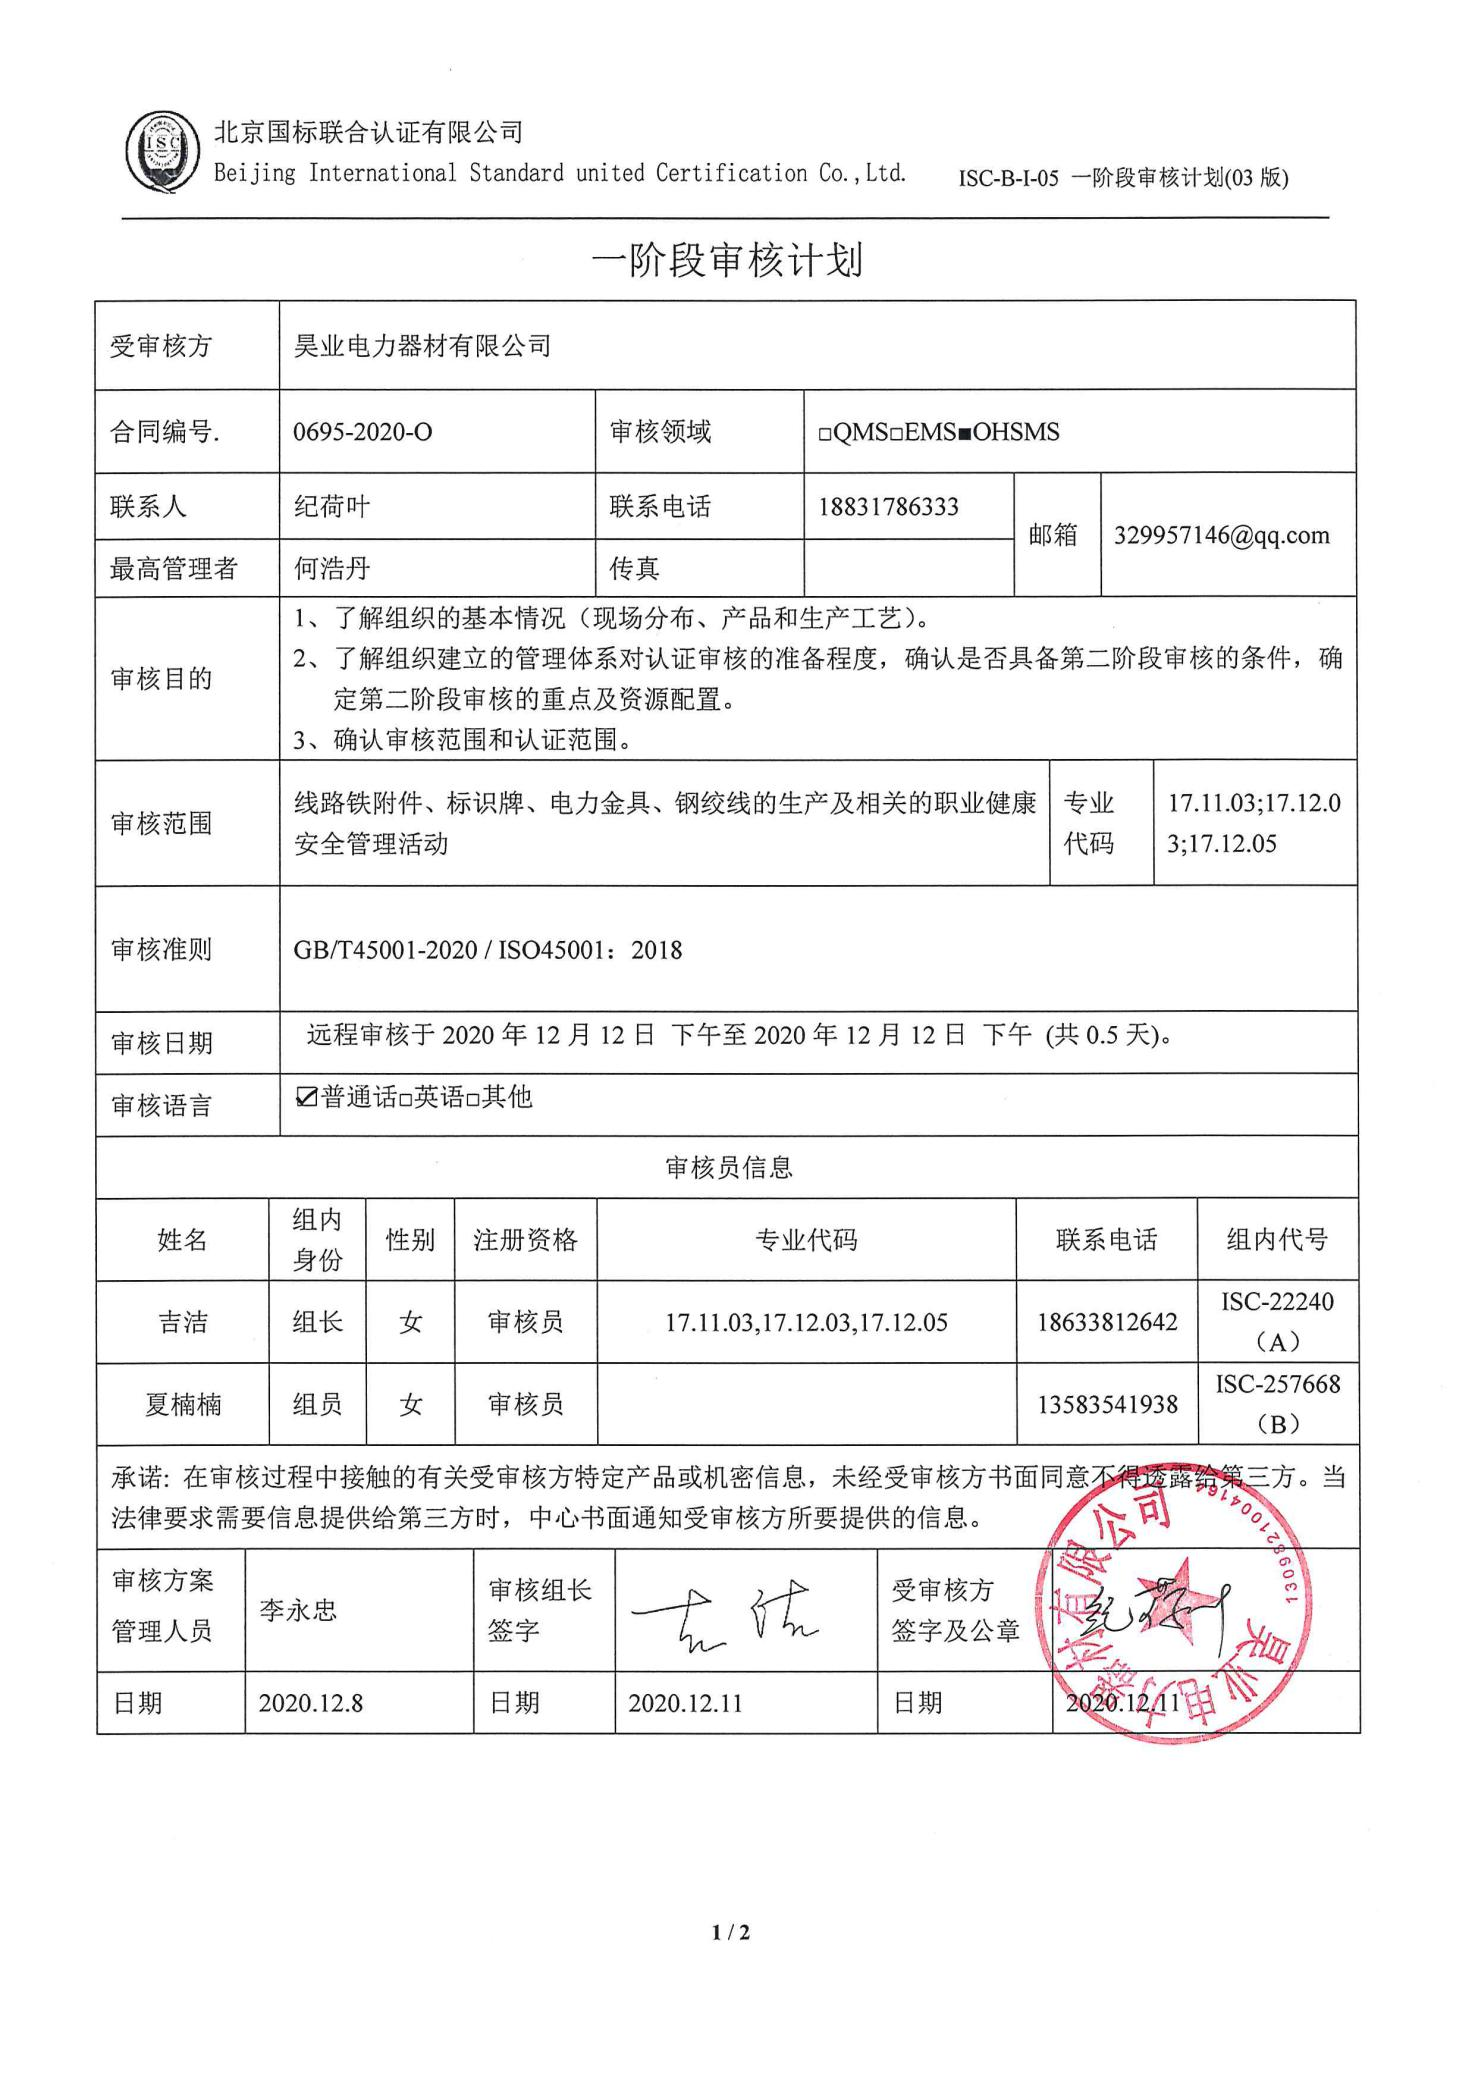 ISC
北京国标联合认证有限公司
Beijing International Standard united Certification Co.,Ltd.
ISC-B-I-05 一阶段审核计划(03 版)
一阶段审核计划
受审核方 昊业电力器材有限公司
合同编号. 0695-2020-O 审核领域 □QMS□EMS■OHSMS
联系人 纪荷叶 联系电话 18831786333 邮箱 329957146@qq.com
最高管理者 何浩丹 传真
审核目的
1、了解组织的基本情况（现场分布、产品和生产工艺）。
2、了解组织建立的管理体系对认证审核的准备程度，确认是否具备第二阶段审核的条件，确
定第二阶段审核的重点及资源配置。
3、确认审核范围和认证范围。
审核范围
线路铁附件、标识牌、电力金具、钢绞线的生产及相关的职业健康
安全管理活动
专业
代码
17.11.03;17.12.0
3;17.12.05
审核准则 GB/T45001-2020 / ISO45001：2018
审核日期 远程审核于 2020 年 12 月 12 日 下午至 2020 年 12 月 12 日 下午 (共 0.5 天)。
审核语言 ☑普通话□英语□其他
审核员信息
姓名 组内
身份 性别 注册资格 专业代码 联系电话 组内代号
吉洁 组长 女 审核员 17.11.03,17.12.03,17.12.05 18633812642 ISC-22240
（A）
夏楠楠 组员 女 审核员 13583541938 ISC-257668
（B）
承诺: 在审核过程中接触的有关受审核方特定产品或机密信息，未经受审核方书面同意不得透露给第三方。当
法律要求需要信息提供给第三方时，中心书面通知受审核方所要提供的信息。
审核方案
管理人员
李永忠
审核组长
签字
吉洁
受审核方
签字及公章
纪荷叶
昊业电力器材有限公司
日期 2020.12.8 日期 2020.12.11 日期 2020.12.11
1 / 2